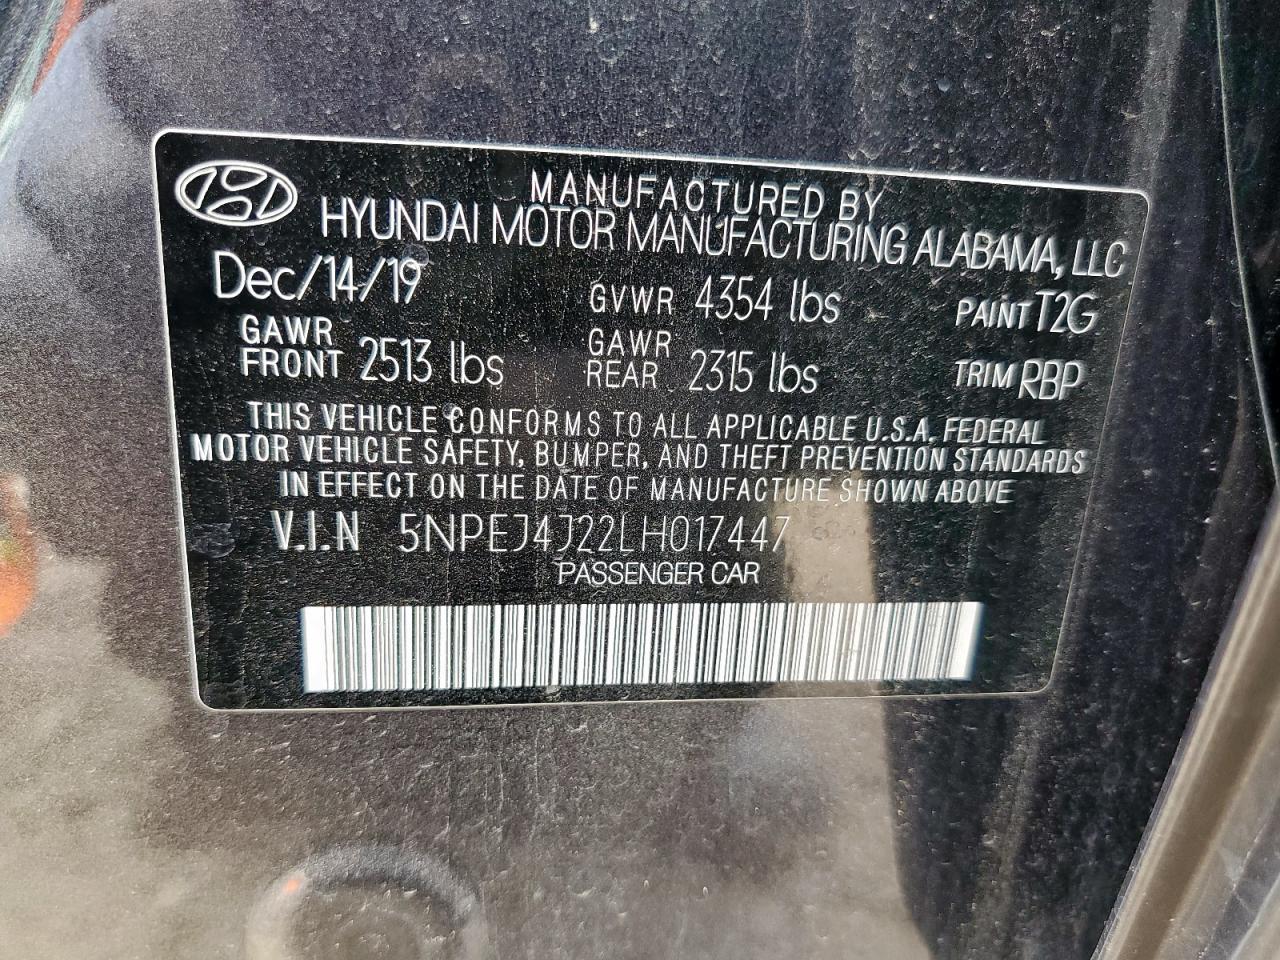 MANUFACTURED BY
HYUNDAI MOTOR MANUFACTURING ALABAMA, LLC
Dec/14/19 GVWR 4354 lbs PAINT T2G
GAWR FRONT 2513 lbs GAWR REAR 2315 lbs TRIM RBP
THIS VEHICLE CONFORMS TO ALL APPLICABLE U.S.A. FEDERAL
MOTOR VEHICLE SAFETY, BUMPER, AND THEFT PREVENTION STANDARDS
IN EFFECT ON THE DATE OF MANUFACTURE SHOWN ABOVE
V.I.N 5NPEJ4J22LH017447
PASSENGER CAR